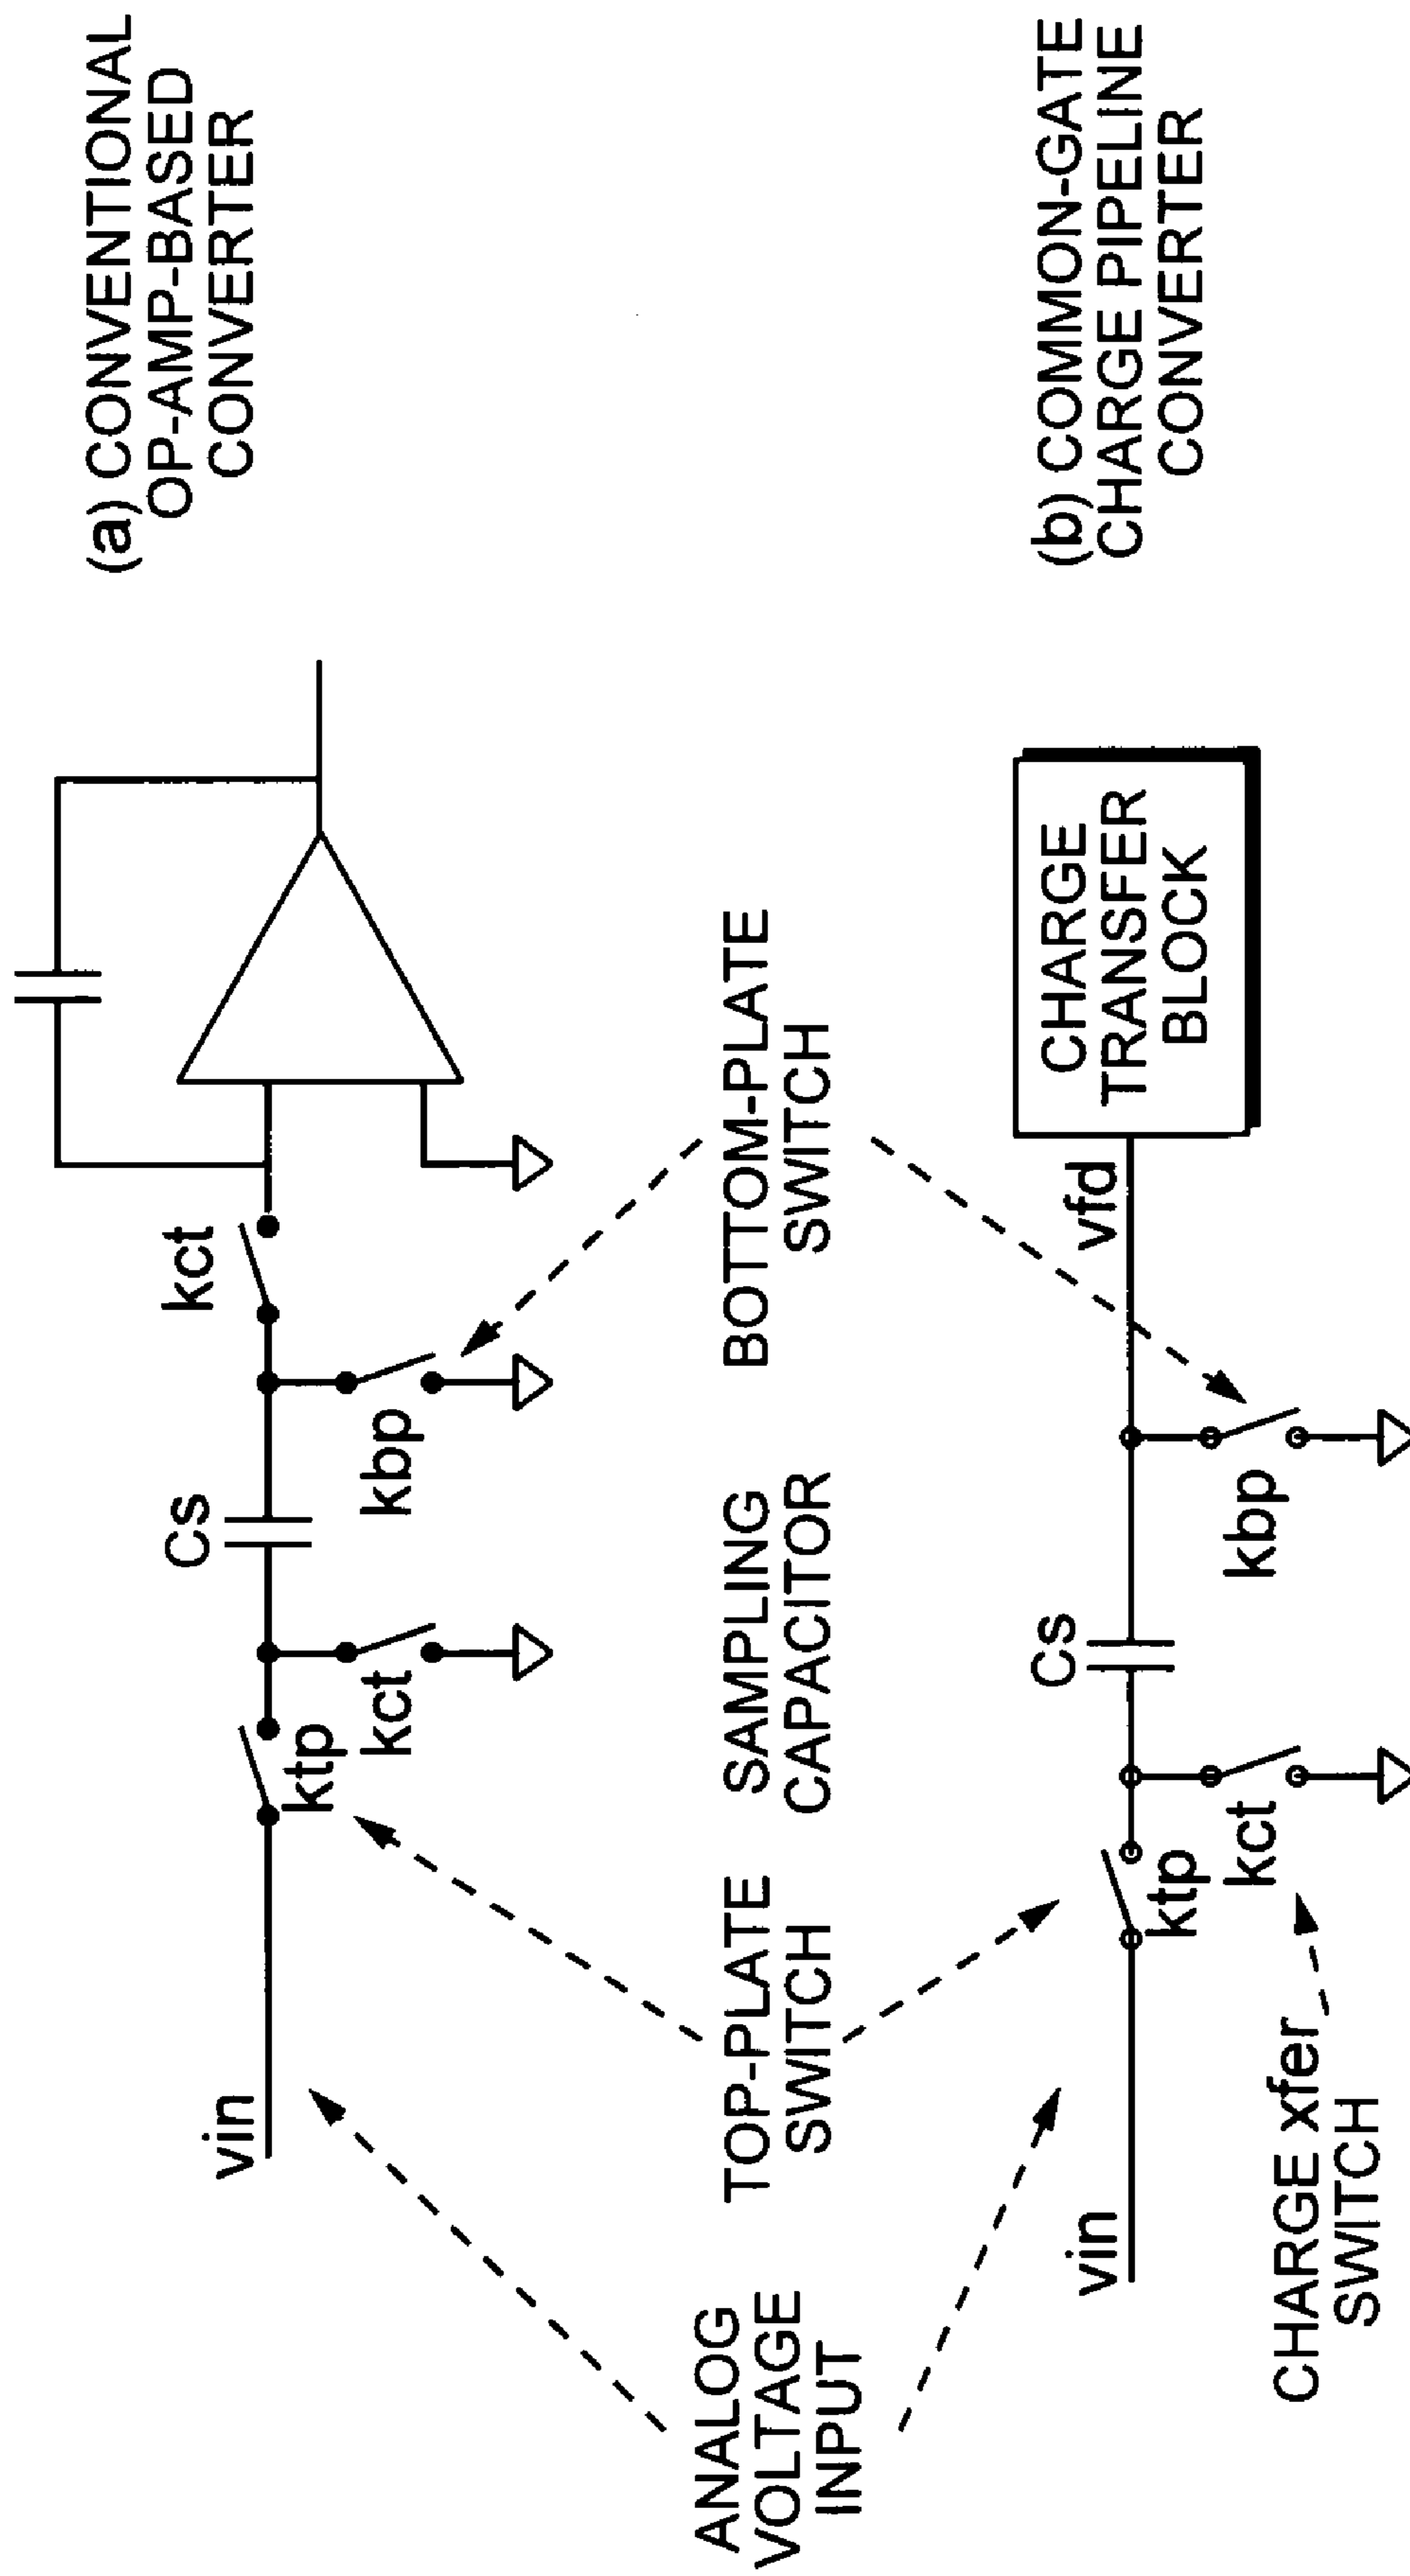 (a) CONVENTIONAL
OP-AMP-BASED
CONVERTER
vin
ktp
kct
Cs
kbp
kct
ANALOG
VOLTAGE
INPUT
TOP-PLATE
SWITCH
SAMPLING
CAPACITOR
BOTTOM-PLATE
SWITCH
(b) COMMON-GATE
CHARGE PIPELINE
CONVERTER
vin
ktp
kct
Cs
kbp
vfd
CHARGE
TRANSFER
BLOCK
CHARGE xfer
SWITCH